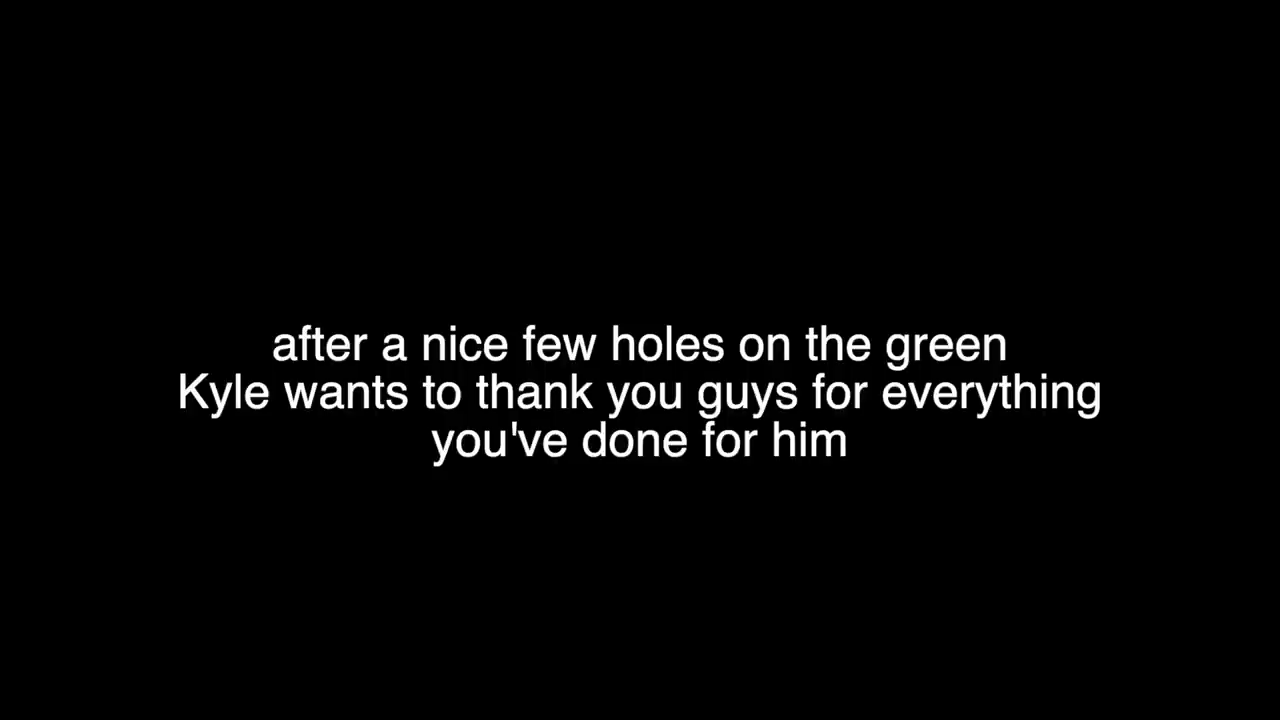 after a nice few holes on the green
Kyle wants to thank you guys for everything
you've done for him